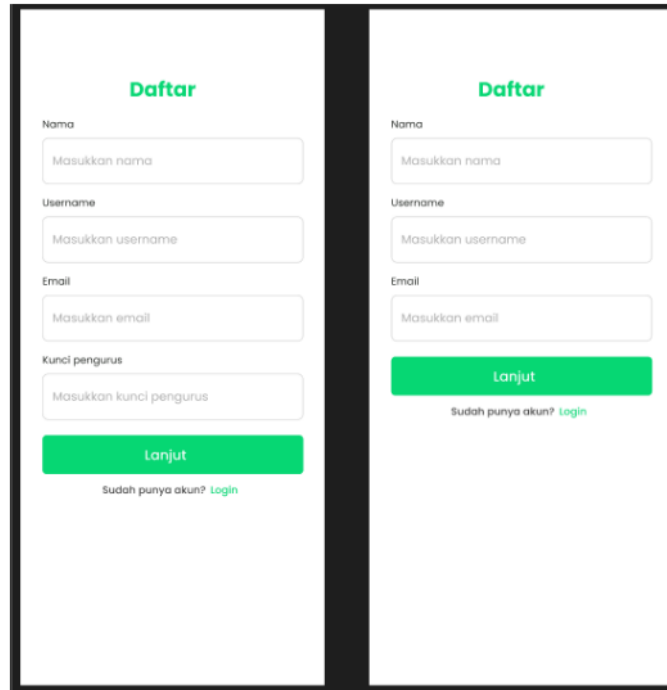 Daftar
Nama
Masukkan nama
Username
Masukkan username
Email
Masukkan email
Kunci pengurus
Masukkan kunci pengurus
Lanjut
Sudah punya akun? Login
Daftar
Nama
Masukkan nama
Username
Masukkan username
Email
Masukkan email
Lanjut
Sudah punya akun? Login